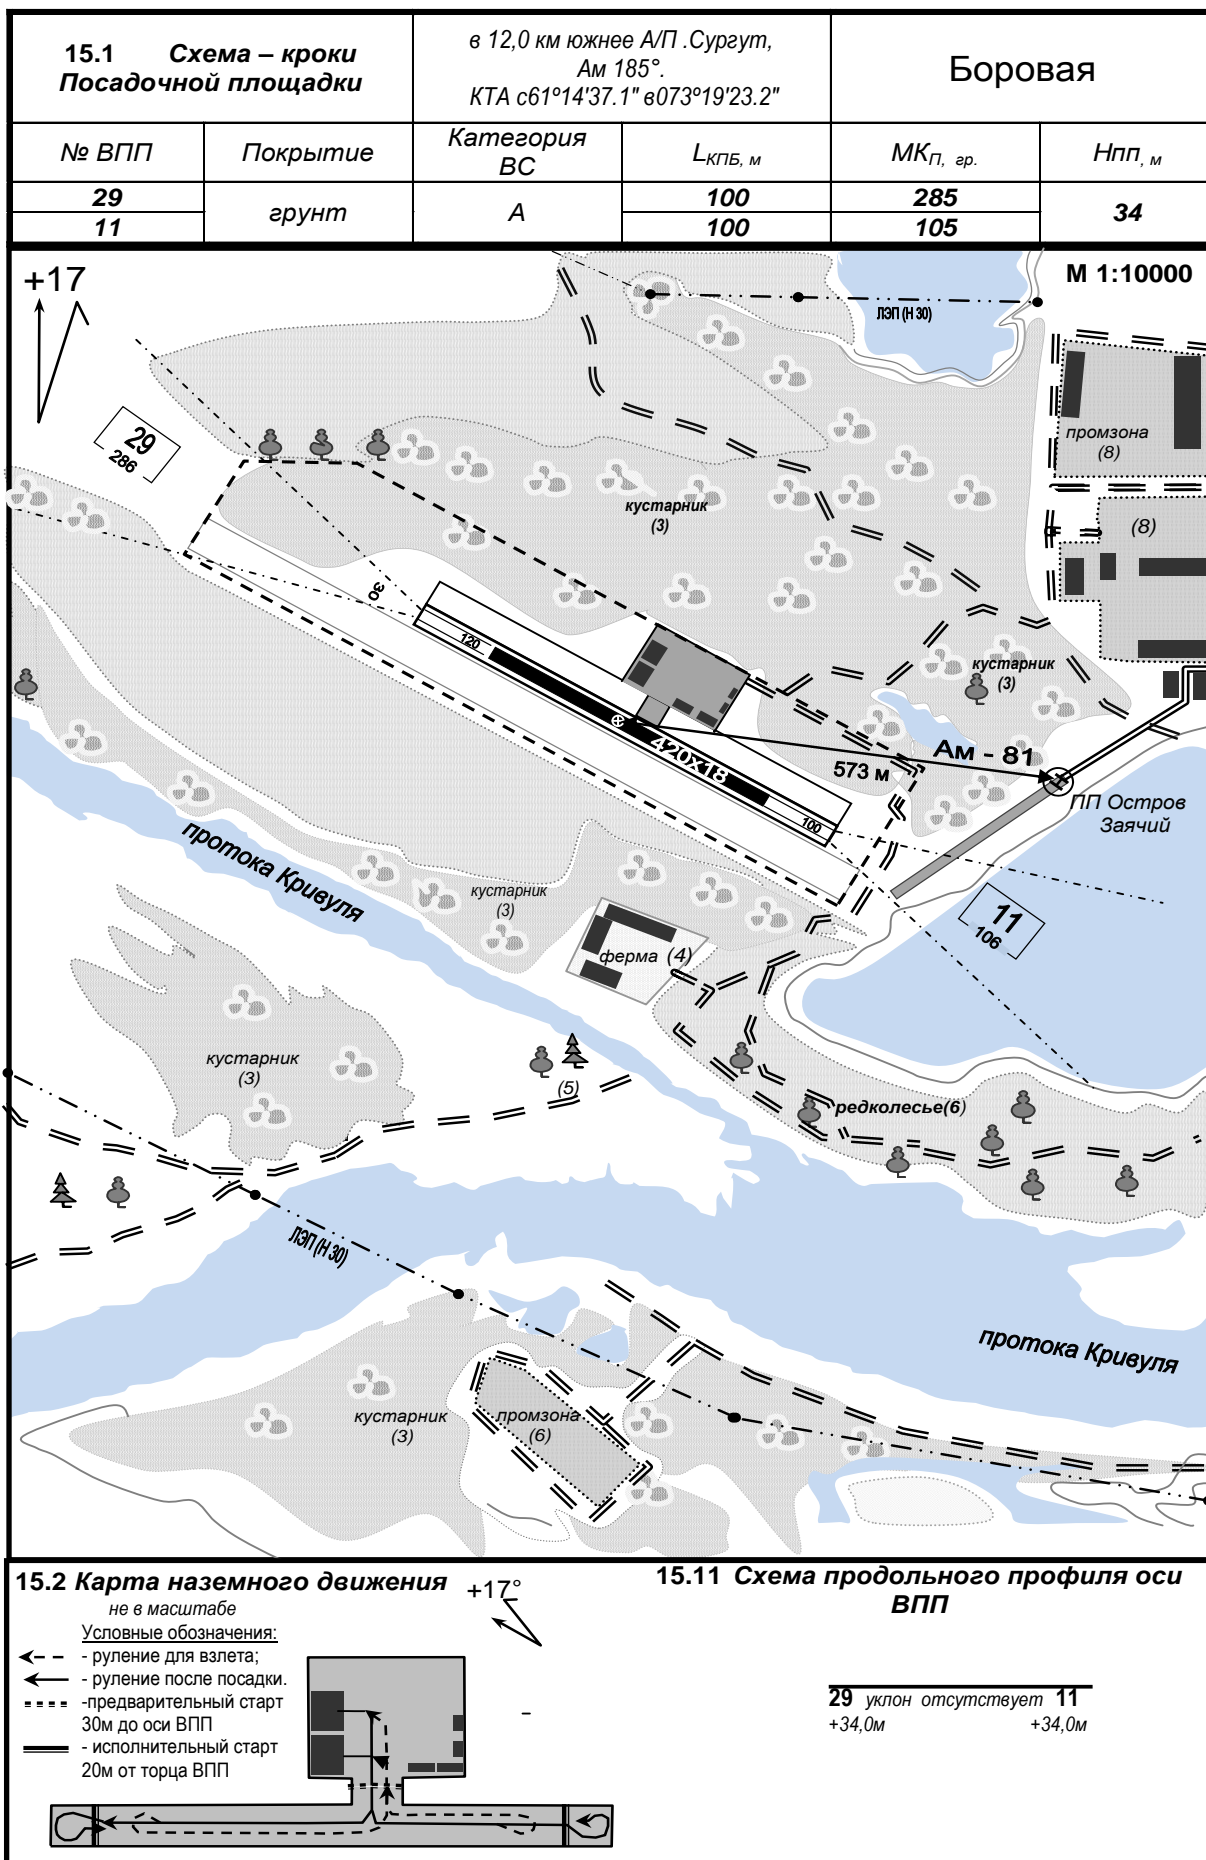 15.1 Схема – кроки
Посадочной площадки
в 12,0 км южнее А/П .Сургут,
Ам 185°.
КТА с61º14'37.1" в073º19'23.2"
Боровая
№ ВПП
Покрытие
Категория
ВС
LКПБ, м
МКП, гр.
Нпп, м
29
11
грунт
А
100
100
285
105
34
+17
М 1:10000
ЛЭП (Н 30)
промзона
(8)
(8)
29
286
кустарник
(3)
30
120
кустарник
(3)
420х18
Ам - 81
573 м
100
ПП Остров
Заячий
протока Кривуля
кустарник
(3)
11
106
ферма (4)
кустарник
(3)
(5)
редколесье(6)
ЛЭП (Н 30)
протока Кривуля
кустарник
(3)
промзона
(6)
15.2 Карта наземного движения
+17°
не в масштабе
Условные обозначения:
- руление для взлета;
- руление после посадки.
-предварительный старт
30м до оси ВПП
- исполнительный старт
20м от торца ВПП
–
15.11 Схема продольного профиля оси
ВПП
29 уклон отсутствует 11
+34,0м +34,0м